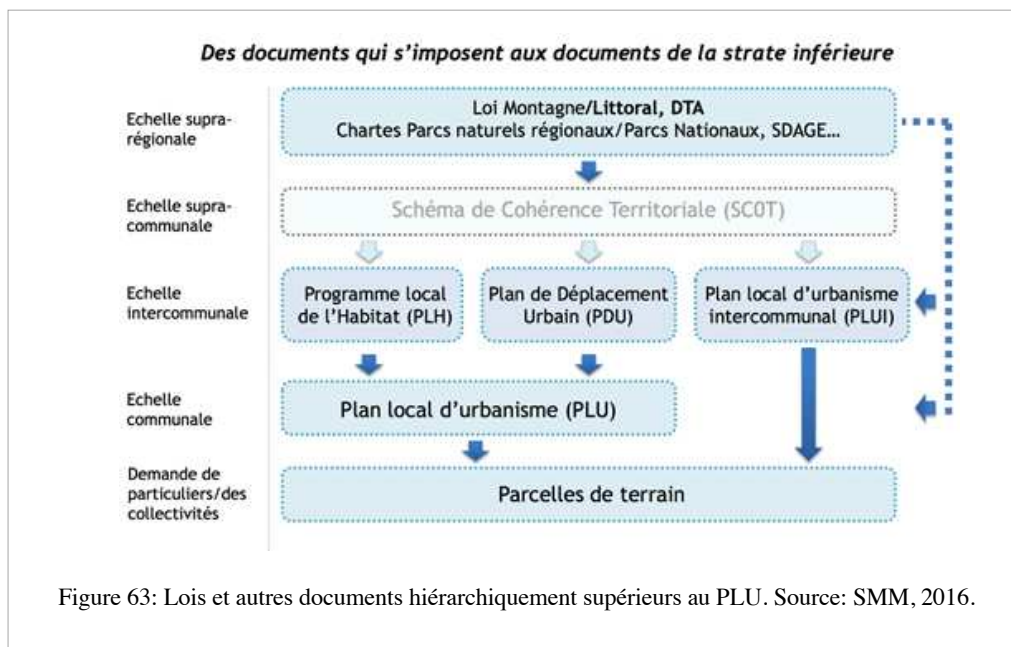 Des documents qui s'imposent aux documents de la strate inférieure
Echelle supra-
régionale
Loi Montagne/Littoral, DTA
Chartes Parcs naturels régionaux/Parcs Nationaux, SDAGE...
Echelle supra-
communale
Schéma de Cohérence Territoriale (SCOT)
Echelle
intercommunale
Programme local
de l'Habitat (PLH)
Plan de Déplacement
Urbain (PDU)
Plan local d'urbanisme
intercommunal (PLUI)
Echelle
communale
Plan local d'urbanisme (PLU)
Demande de
particuliers/des
collectivités
Parcelles de terrain
Figure 63: Lois et autres documents hiérarchiquement supérieurs au PLU. Source: SMM, 2016.